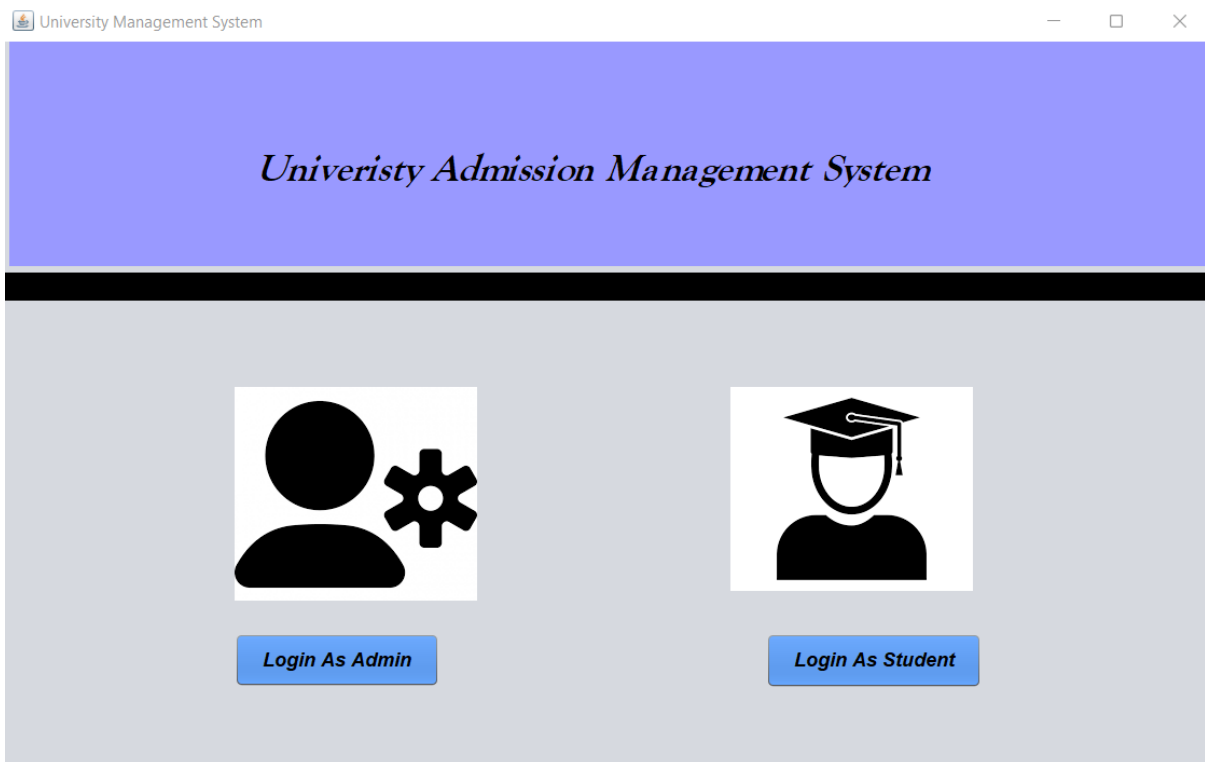 University Management System
Univeristy Admission Management System
Login As Admin
Login As Student